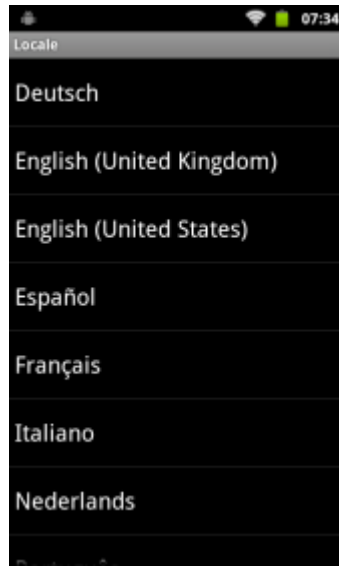 07:34
Locale
Deutsch
English (United Kingdom)
English (United States)
Español
Français
Italiano
Nederlands